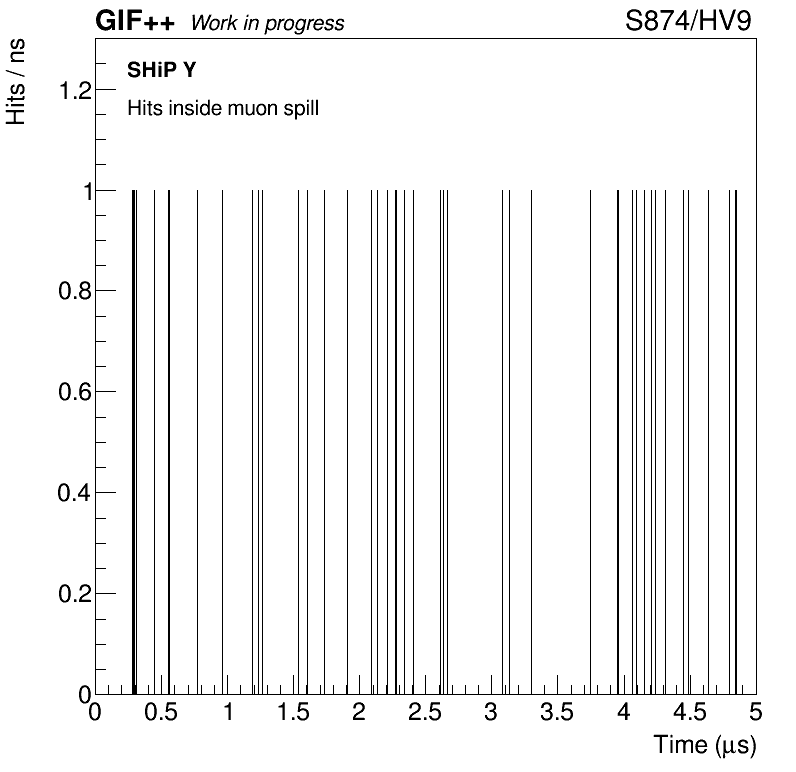 GIF++ Work in progress S874/HV9
Hits / ns
SHiP Y
Hits inside muon spill
1.2
1
0.8
0.6
0.4
0.2
0
0 0.5 1 1.5 2 2.5 3 3.5 4 4.5 5
Time (μs)